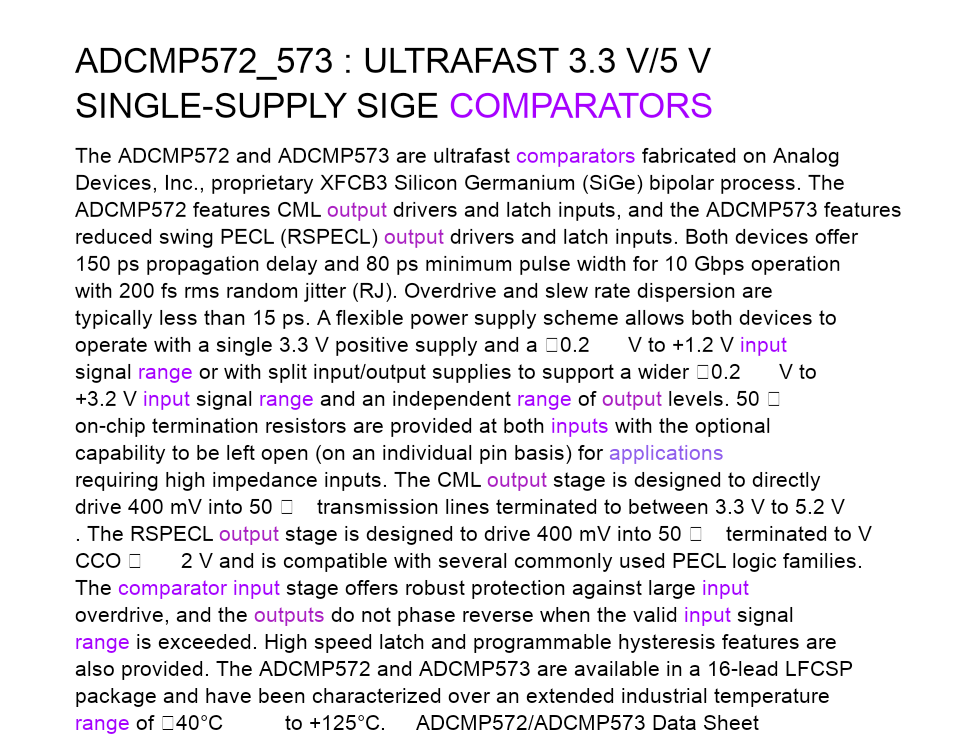 ADCMP572_573 : ULTRAFAST 3.3 V/5 V
SINGLE-SUPPLY SIGE COMPARATORS
The ADCMP572 and ADCMP573 are ultrafast comparators fabricated on Analog
Devices, Inc., proprietary XFCB3 Silicon Germanium (SiGe) bipolar process. The
ADCMP572 features CML output drivers and latch inputs, and the ADCMP573 features
reduced swing PECL (RSPECL) output drivers and latch inputs. Both devices offer
150 ps propagation delay and 80 ps minimum pulse width for 10 Gbps operation
with 200 fs rms random jitter (RJ). Overdrive and slew rate dispersion are
typically less than 15 ps. A flexible power supply scheme allows both devices to
operate with a single 3.3 V positive supply and a □0.2 V to +1.2 V input
signal range or with split input/output supplies to support a wider □0.2 V to
+3.2 V input signal range and an independent range of output levels. 50 □
on-chip termination resistors are provided at both inputs with the optional
capability to be left open (on an individual pin basis) for applications
requiring high impedance inputs. The CML output stage is designed to directly
drive 400 mV into 50 □ transmission lines terminated to between 3.3 V to 5.2 V
. The RSPECL output stage is designed to drive 400 mV into 50 □ terminated to V
CCO □ 2 V and is compatible with several commonly used PECL logic families.
The comparator input stage offers robust protection against large input
overdrive, and the outputs do not phase reverse when the valid input signal
range is exceeded. High speed latch and programmable hysteresis features are
also provided. The ADCMP572 and ADCMP573 are available in a 16-lead LFCSP
package and have been characterized over an extended industrial temperature
range of □40°C to +125°C. ADCMP572/ADCMP573 Data Sheet